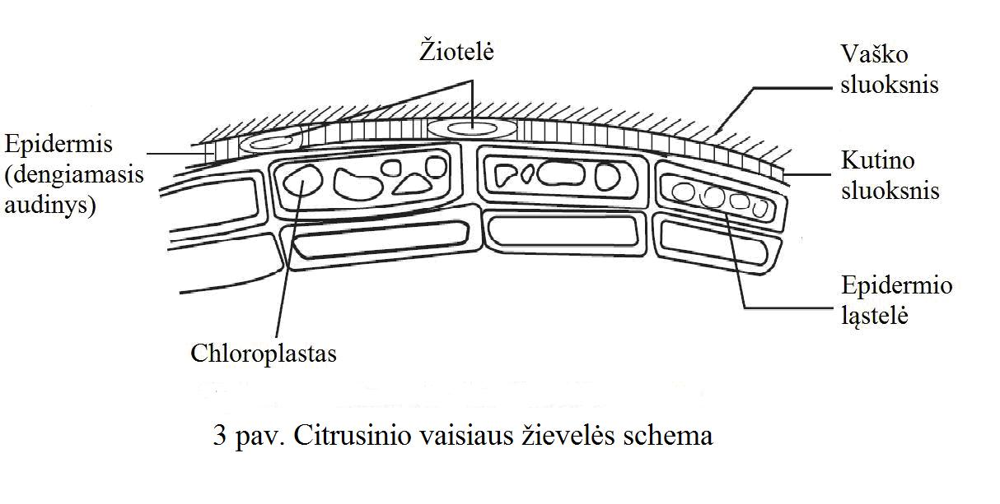 Žiotelė
Vaško
sluoksnis
Epidermis
(dengiamasis
audinys)
Kutino
sluoksnis
Epidermio
ląstelė
Chloroplastas
3 pav. Citrusinio vaisiaus žievelės schema